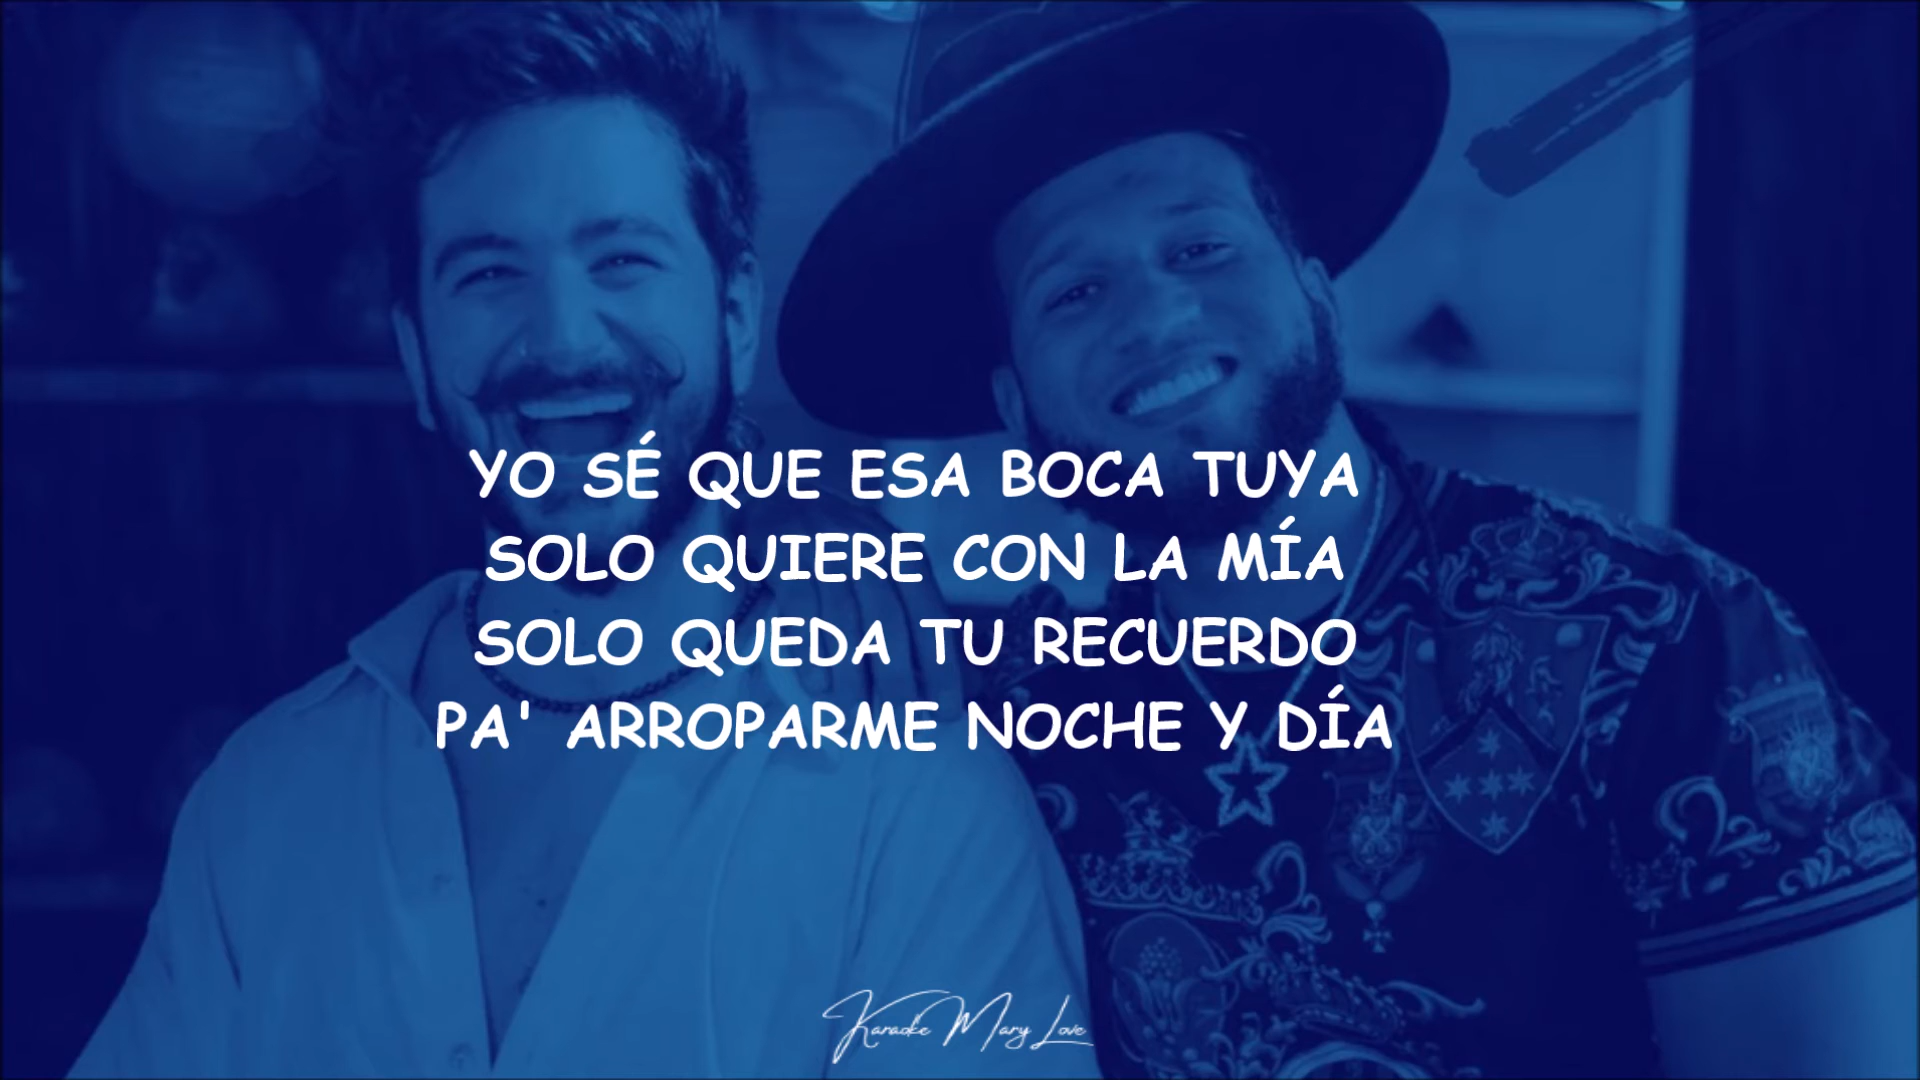 YO SÉ QUE ESA BOCA TUYA
SOLO QUIERE CON LA MÍA
SOLO QUEDA TU RECUERDO
PA' ARROPARME NOCHE Y DÍA
Karaoke Mary Love